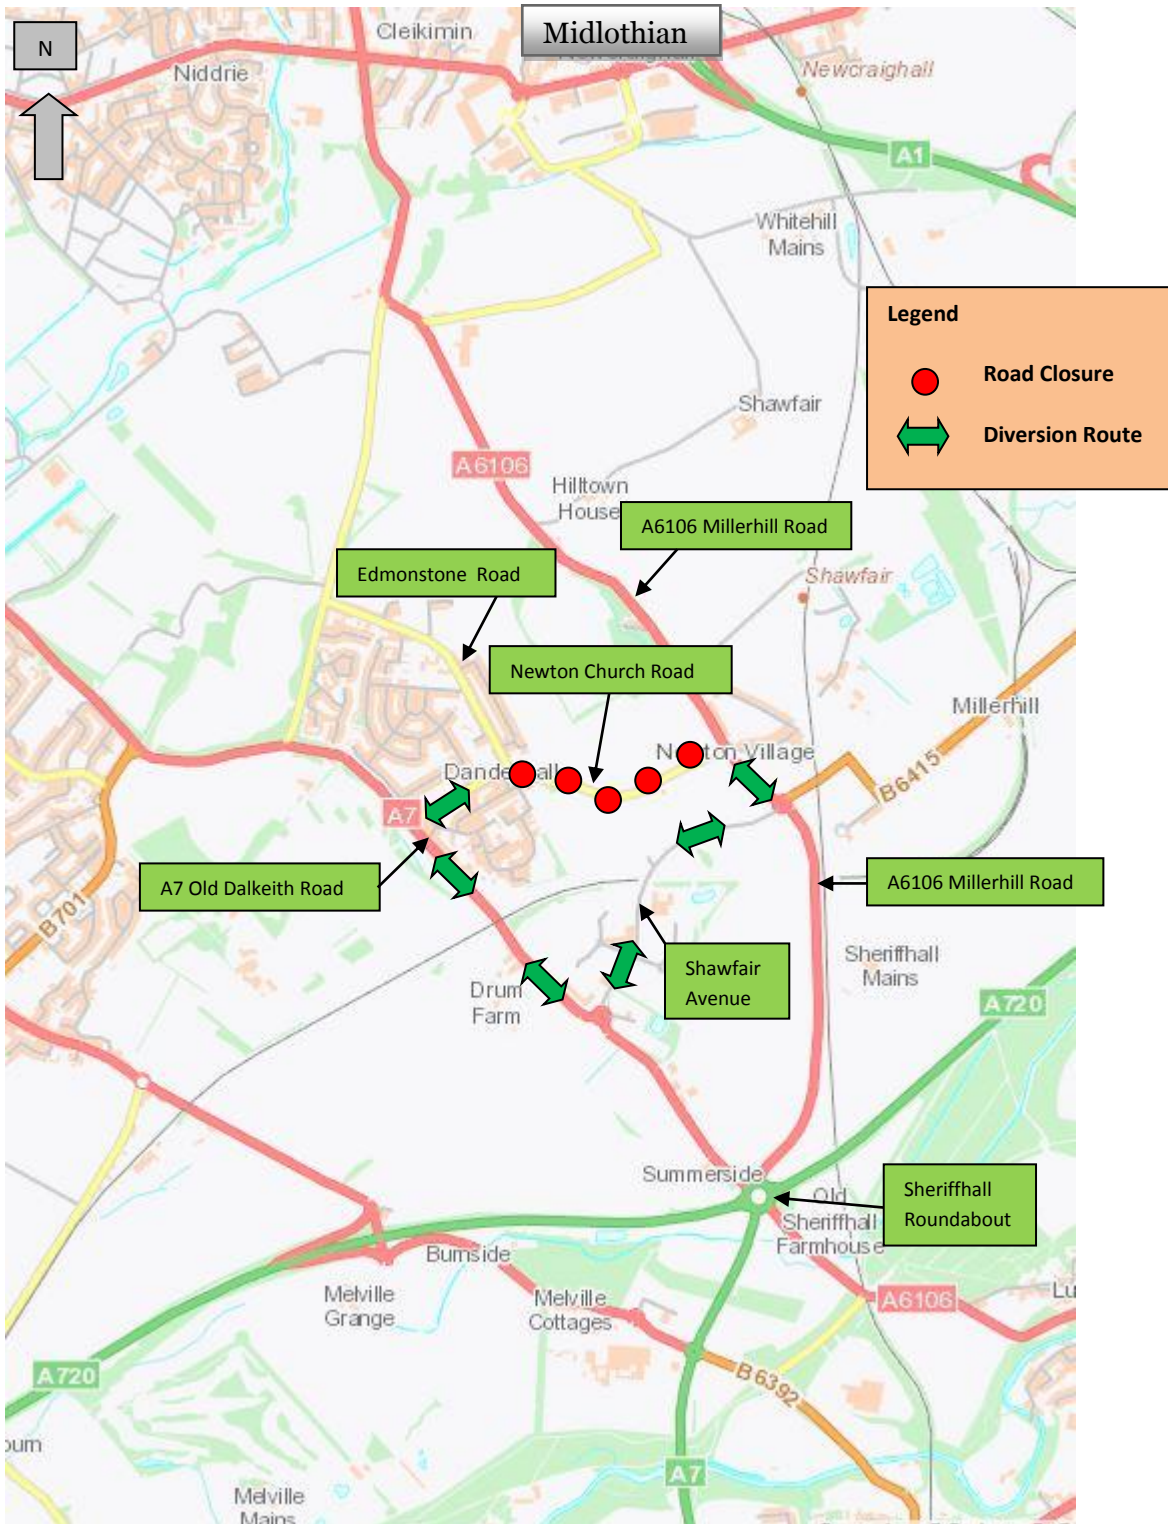 Midlothian
N
Cleikimin
Niddrie
Newcraighall
A1
Whitehill
Mains
Legend
Road Closure
Diversion Route
Shawfair
A6106
Hilltown
House
A6106 Millerhill Road
Edmonstone Road
Shawfair
Newton Church Road
Millerhill
Newton Village
B6415
A7
A7 Old Dalkeith Road
A6106 Millerhill Road
B701
Shawfair
Avenue
Sheriffhall
Mains
Drum
Farm
A720
Summerside
Sheriffhall
Roundabout
Old
Sheriffhall
Farmhouse
Burnside
Melville
Grange
Melville
Cottages
A6106
Lu
A720
B6392
ourn
A7
Melville
Mains